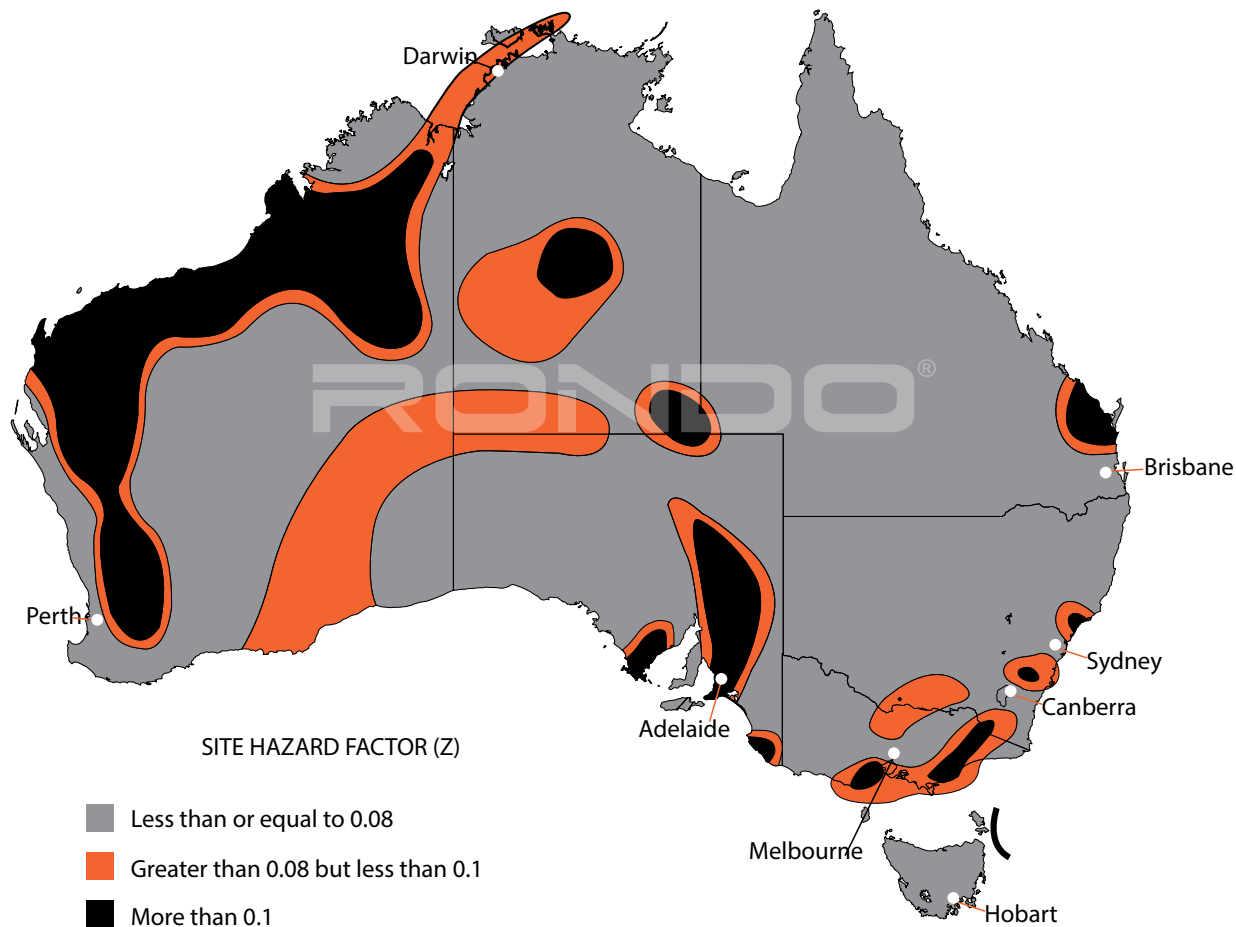 Darwin
RONDO®
Brisbane
Perth
Sydney
Canberra
Adelaide
SITE HAZARD FACTOR (Z)
Less than or equal to 0.08
Melbourne
Greater than 0.08 but less than 0.1
Hobart
More than 0.1